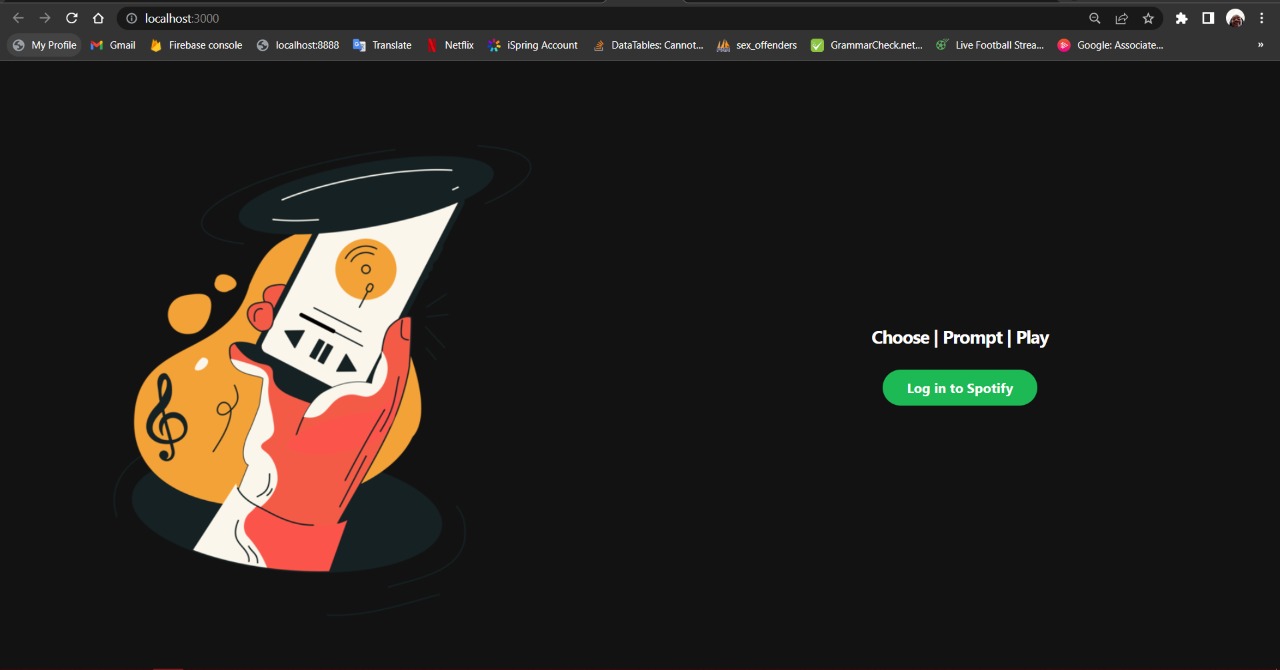 localhost:3000
My Profile Gmail Firebase console localhost:8888 Translate Netflix iSpring Account DataTables: Cannot... sex_offenders GrammarCheck.net... Live Football Strea... Google: Associate... »
Choose | Prompt | Play
Log in to Spotify